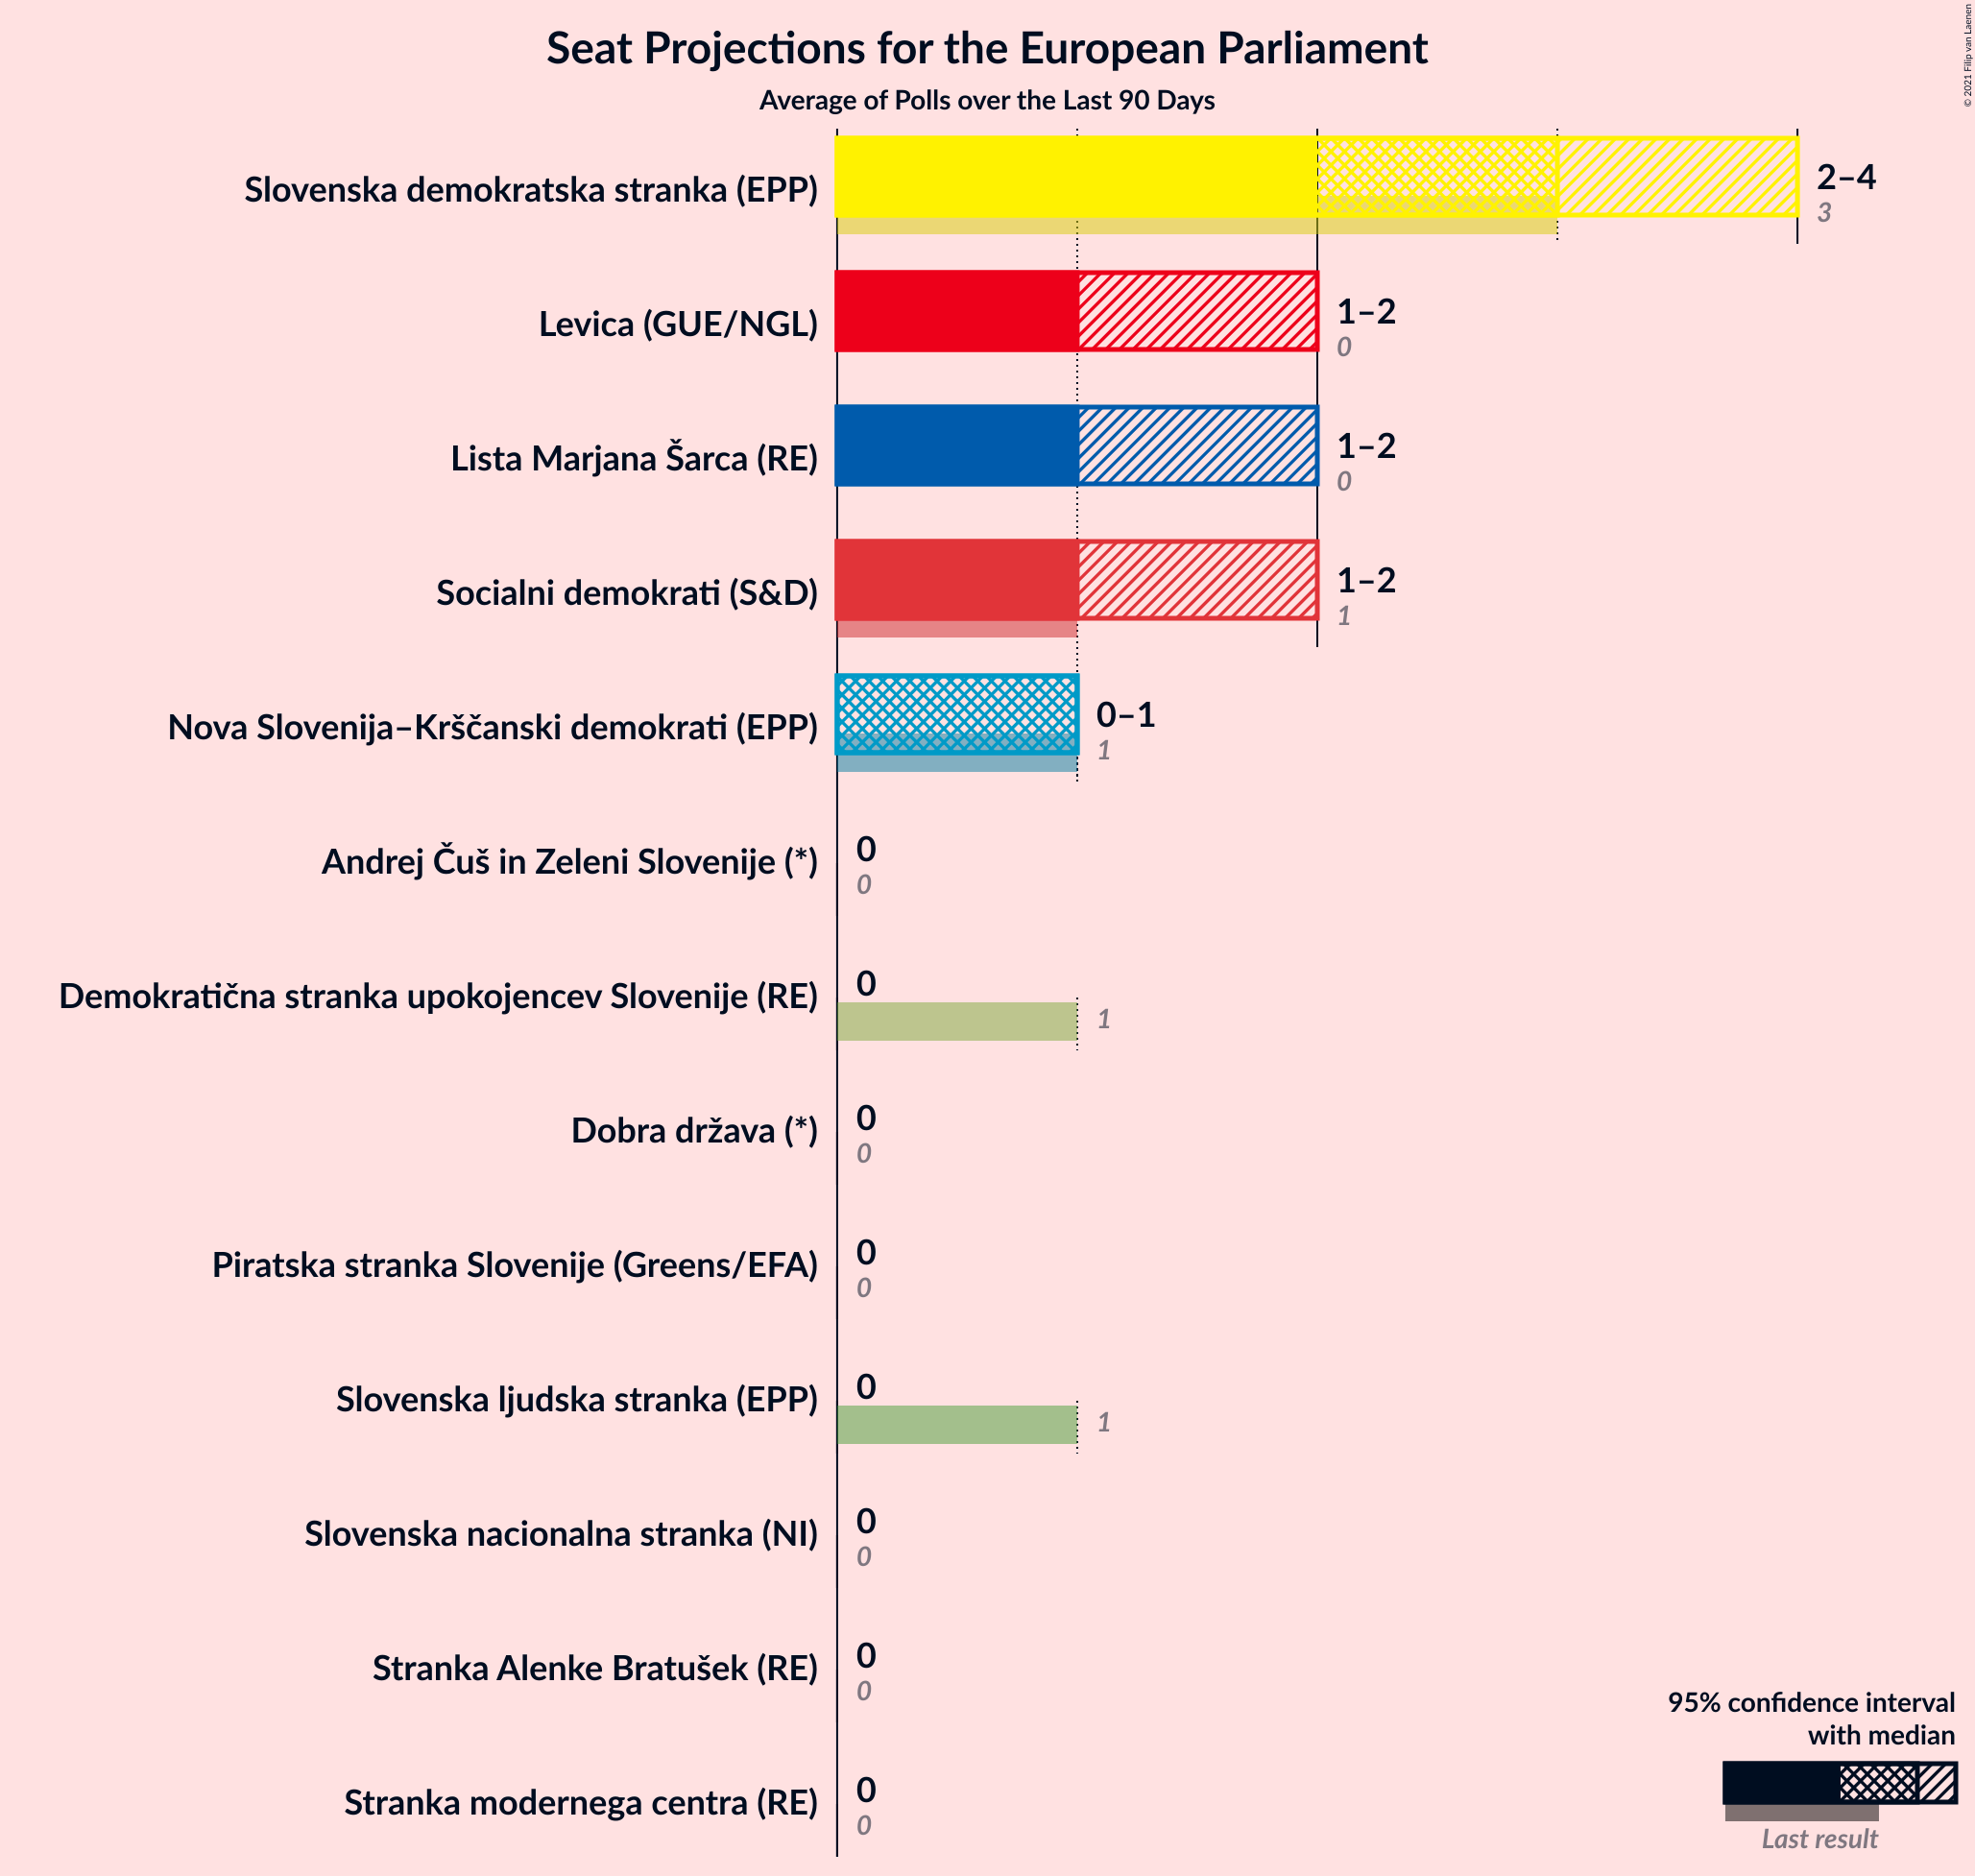 Seat Projections for the European Parliament
Average of Polls over the Last 90 Days
© 2021 Filip van Laenen
Slovenska demokratska stranka (EPP)
2–4
3
Levica (GUE/NGL)
1–2
0
Lista Marjana Šarca (RE)
1–2
0
Socialni demokrati (S&D)
1–2
1
Nova Slovenija–Krščanski demokrati (EPP)
0–1
1
Andrej Čuš in Zeleni Slovenije (*)
0
0
Demokratična stranka upokojencev Slovenije (RE)
0
1
Dobra država (*)
0
0
Piratska stranka Slovenije (Greens/EFA)
0
0
Slovenska ljudska stranka (EPP)
0
1
Slovenska nacionalna stranka (NI)
0
0
Stranka Alenke Bratušek (RE)
0
0
Stranka modernega centra (RE)
0
0
95% confidence interval
with median
Last result